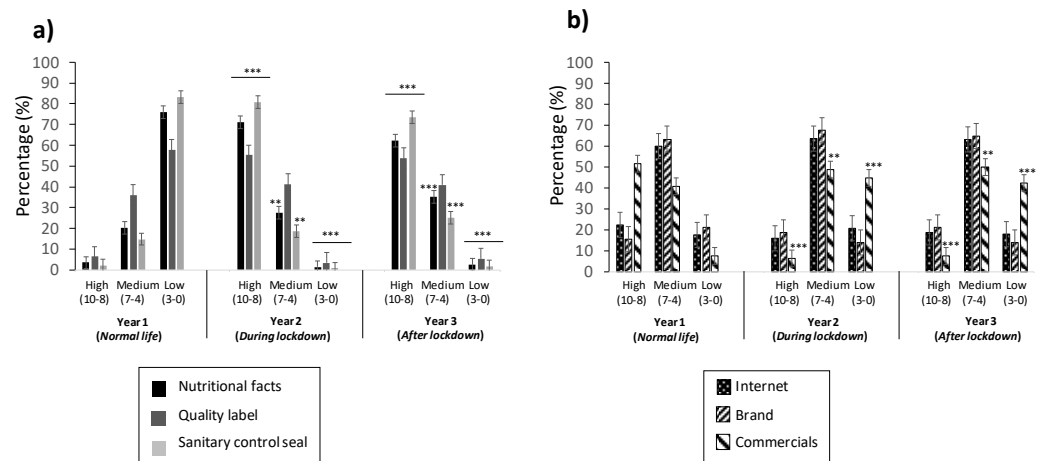 a)
Percentage (%)
100
90
80
70
60
50
40
30
20
10
0
***
***
**
**
***
***
***
***
High Medium Low
(10-8) (7-4) (3-0)
High Medium Low
(10-8) (7-4) (3-0)
High Medium Low
(10-8) (7-4) (3-0)
Year 1
(Normal life)
Year 2
(During lockdown)
Year 3
(After lockdown)
Nutritional facts
Quality label
Sanitary control seal
b)
Percentage (%)
100
90
80
70
60
50
40
30
20
10
0
***
**
***
***
**
***
High Medium Low
(10-8) (7-4) (3-0)
High Medium Low
(10-8) (7-4) (3-0)
High Medium Low
(10-8) (7-4) (3-0)
Year 1
(Normal life)
Year 2
(During lockdown)
Year 3
(After lockdown)
Internet
Brand
Commercials